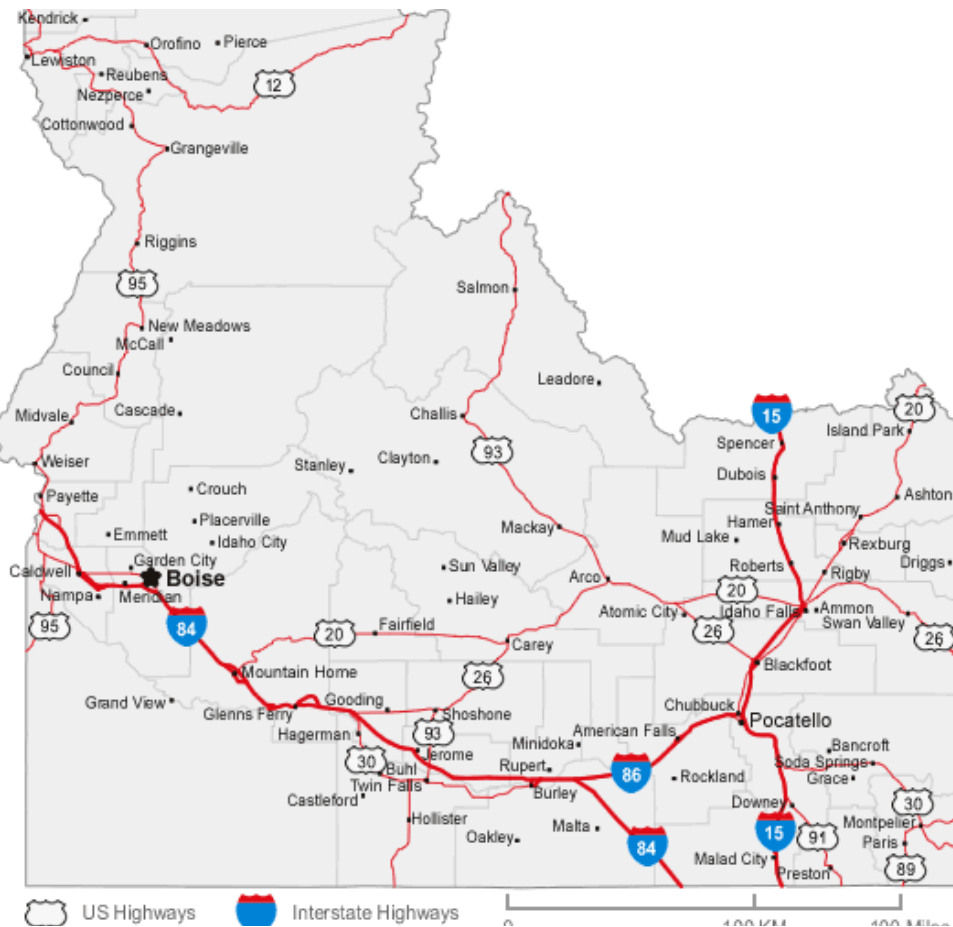 Kendrick
Orofino
Pierce
Lewiston
Reubens
12
Nezperce
Cottonwood
Grangeville
Riggins
95
Salmon
New Meadows
McCall
Council
Leadore
Cascade
Challis
Midvale
15
20
Island Park
Spencer
93
Weiser
Stanley
Clayton
Dubois
Payette
Crouch
Ashton
Saint Anthony
Placerville
Hamer
Mackay
Emmett
Idaho City
Mud Lake
Rexburg
Garden City
Driggs
Caldwell
Boise
Sun Valley
Roberts
Rigby
Arco
Nampa
Meridian
20
Hailey
Atomic City
Idaho Falls
Ammon
95
84
Fairfield
20
26
Swan Valley
26
Carey
Blackfoot
Mountain Home
26
Grand View
Gooding
Chubbuck
Glenns Ferry
Shoshone
Pocatello
Hagerman
93
American Falls
Minidoka
Bancroft
Jerome
30
Buhl
Rupert
86
Soda Springs
Rockland
Grace
Twin Falls
Burley
Castleford
Downey
30
Hollister
Malta
Montpelier
15
91
Oakley
84
Paris
Malad City
Preston
89
US Highways
Interstate Highways
0
100 KM
100 Miles